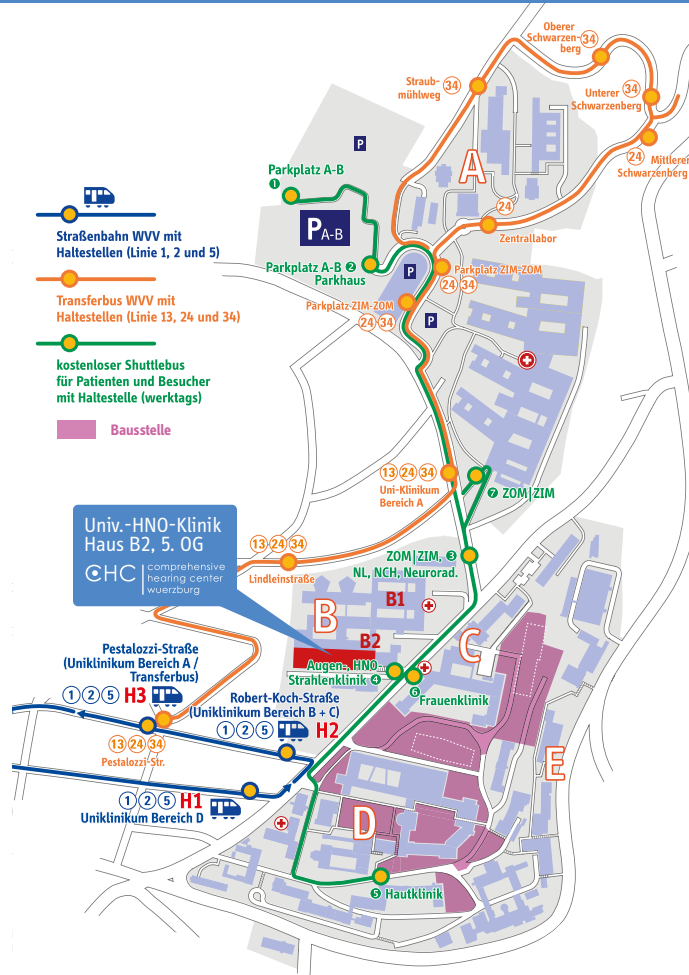 Oberer
Schwarzen-
berg
34
Straub-
mühlweg
34
Unterer
Schwarzenberg
34
24
Mittlerer
Schwarzenberg
A
P
Parkplatz A-B
1
24
Zentrallabor
P A-B
Parkplatz A-B 2
Parkhaus
P
Parkplatz ZIM-ZOM
24 34
Parkplatz ZIM-ZOM
24 34
P
Straßenbahn WVV mit
Haltestellen (Linie 1, 2 und 5)
Transferbus WVV mit
Haltestellen (Linie 13, 24 und 34)
kostenloser Shuttlebus
für Patienten und Besucher
mit Haltestelle (werktags)
Bausstelle
13 24 34
Uni-Klinikum
Bereich A
7 ZOM|ZIM
Univ.-HNO-Klinik
Haus B2, 5. OG
CHC
comprehensive
hearing center
wuerzburg
13 24 34
Lindleinstraße
ZOM|ZIM, 3
NL, NCH, Neurorad.
B
B1
B2
C
Augen-, HNO-
Strahlenklinik 4
6
Frauenklinik
Pestalozzi-Straße
(Uniklinikum Bereich A /
Transferbus)
1 2 5 H3
13 24 34
Pestalozzi-Str.
Robert-Koch-Straße
(Uniklinikum Bereich B + C)
1 2 5 H2
E
1 2 5 H1
Uniklinikum Bereich D
D
5 Hautklinik